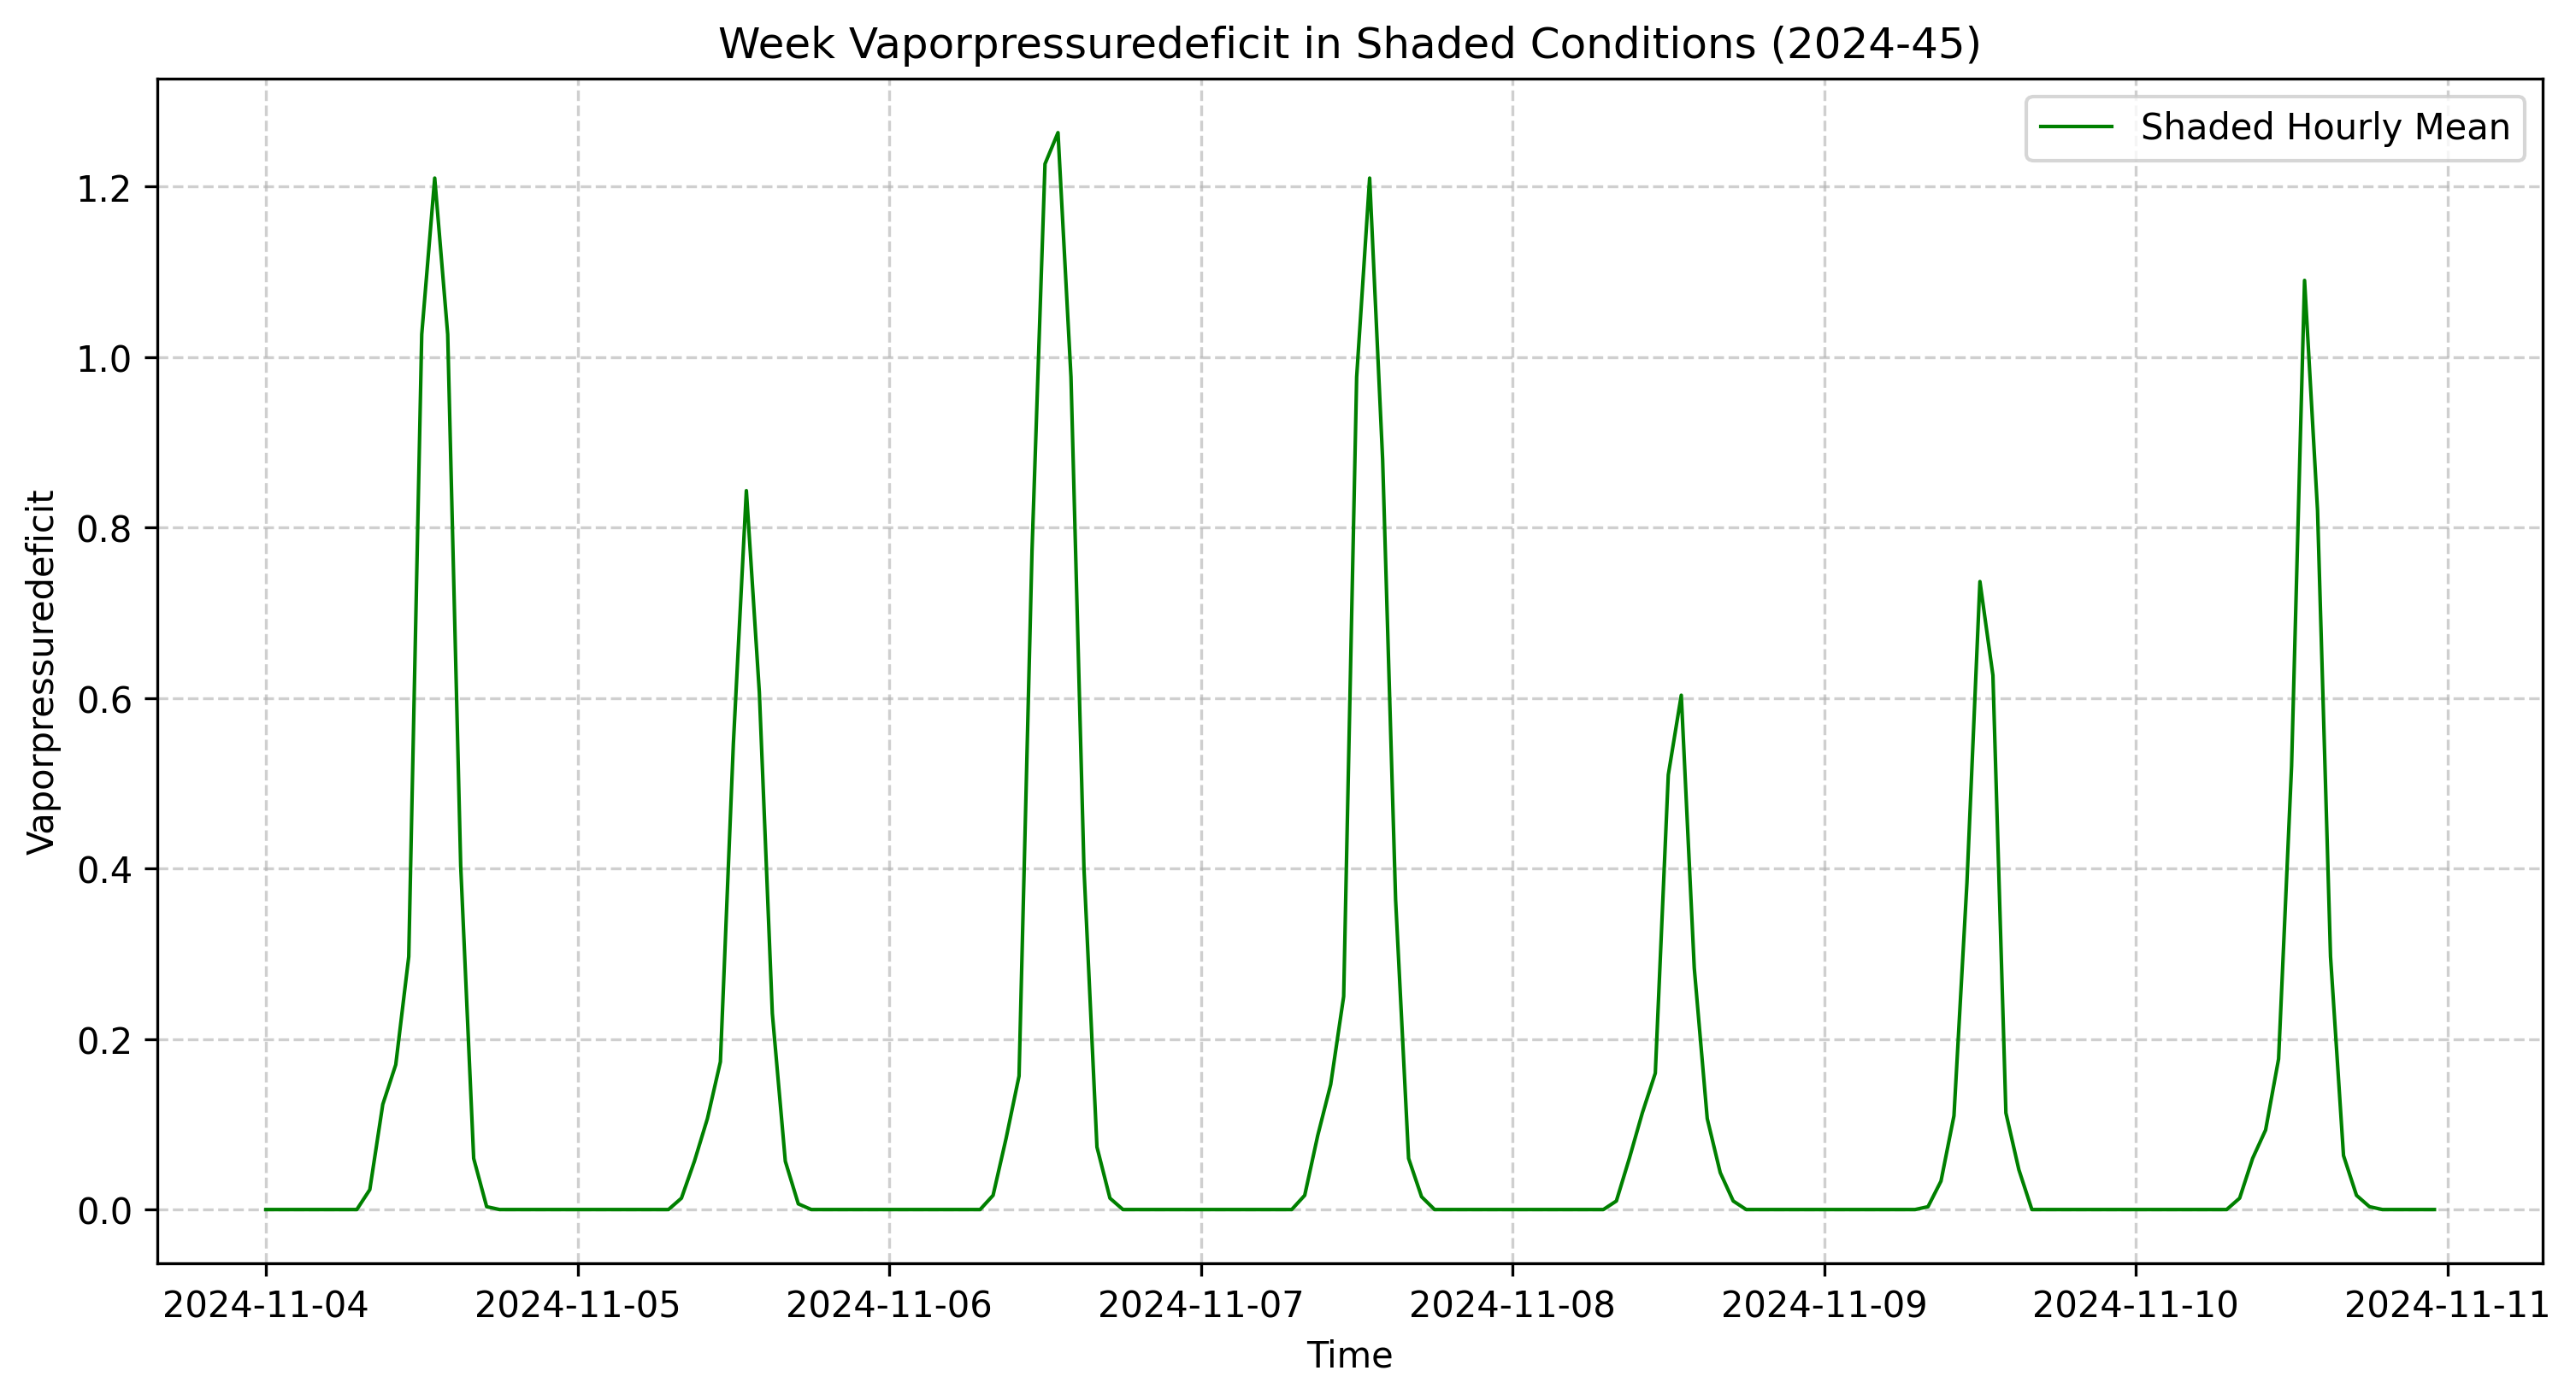 Week Vaporpressuredeficit in Shaded Conditions (2024-45)
Shaded Hourly Mean
Vaporpressuredeficit
1.2
1.0
0.8
0.6
0.4
0.2
0.0
2024-11-04 2024-11-05 2024-11-06 2024-11-07 2024-11-08 2024-11-09 2024-11-10 2024-11-11
Time